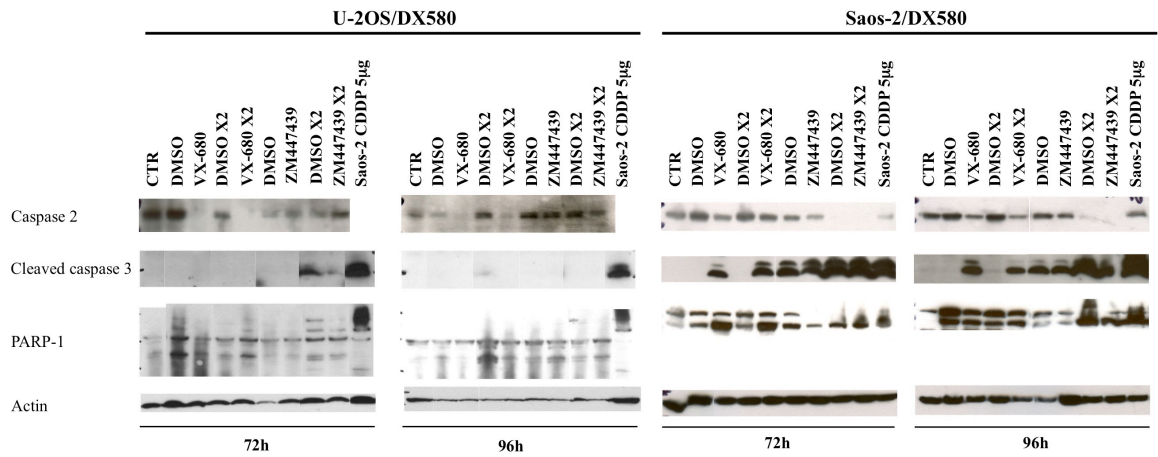 U-2OS/DX580
Saos-2/DX580
CTR
DMSO
VX-680
DMSO X2
VX-680 X2
DMSO
ZM447439
DMSO X2
ZM447439 X2
Saos-2 CDDP 5µg
CTR
DMSO
VX-680
DMSO X2
VX-680 X2
DMSO
ZM447439
DMSO X2
ZM447439 X2
Saos-2 CDDP 5µg
CTR
DMSO
VX-680
DMSO X2
VX-680 X2
DMSO
ZM447439
DMSO X2
ZM447439 X2
Saos-2 CDDP 5µg
CTR
DMSO
VX-680
DMSO X2
VX-680 X2
DMSO
ZM447439
DMSO X2
ZM447439 X2
Saos-2 CDDP 5µg
Caspase 2
Cleaved caspase 3
PARP-1
Actin
72h
96h
72h
96h